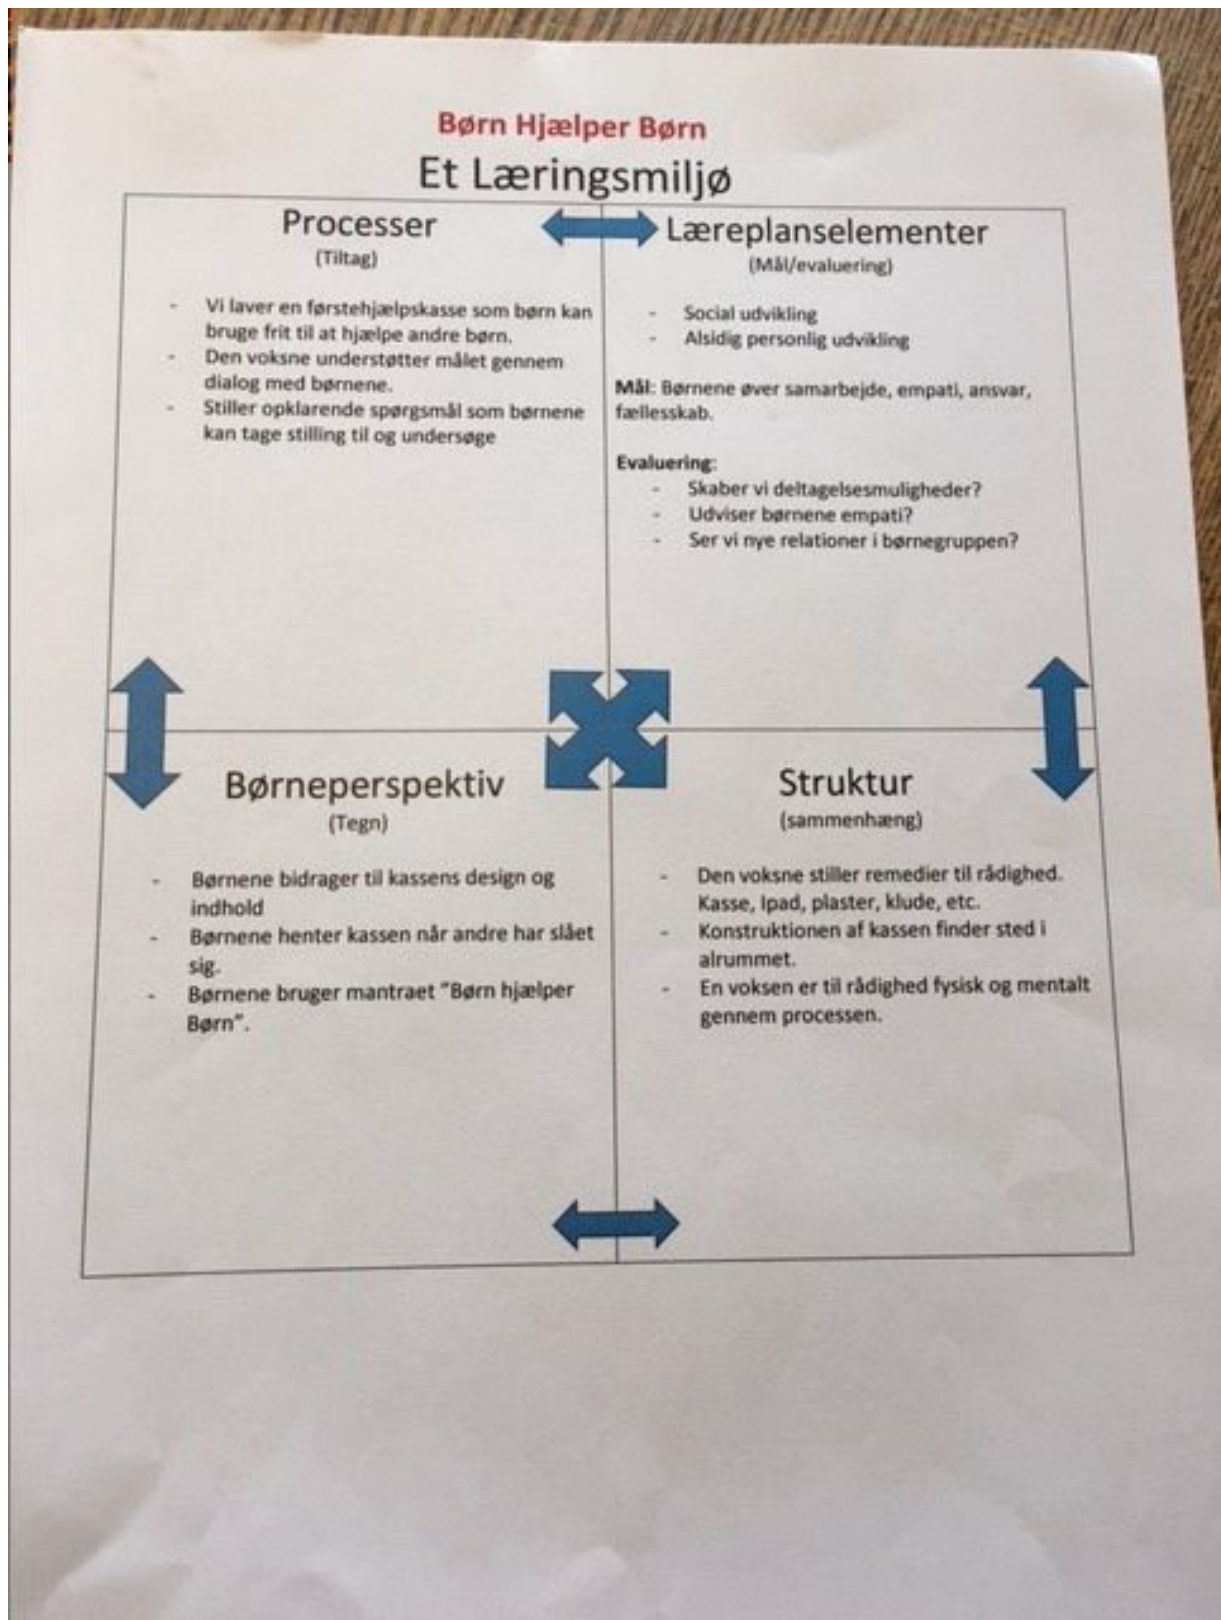 Børn Hjælper Børn
Et Læringsmiljø
Processer
(Tiltag)
- Vi laver en førstehjælpskasse som børn kan
bruge frit til at hjælpe andre børn.
- Den voksne understøtter målet gennem
dialog med børnene.
- Stiller opklarende spørgsmål som børnene
kan tage stilling til og undersøge
Læreplanselementer
(Mål/evaluering)
- Social udvikling
- Alsidig personlig udvikling
Mål: Børnene øver samarbejde, empati, ansvar,
fællesskab.
Evaluering:
- Skaber vi deltagelsesmuligheder?
- Udviser børnene empati?
- Ser vi nye relationer i børnegruppen?
Børneperspektiv
(Tegn)
- Børnene bidrager til kassens design og
indhold
- Børnene henter kassen når andre har slået
sig.
- Børnene bruger mantraet "Børn hjælper
Børn".
Struktur
(sammenhæng)
- Den voksne stiller remedier til rådighed.
Kasse, Ipad, plaster, klude, etc.
- Konstruktionen af kassen finder sted i
alrummet.
- En voksen er til rådighed fysisk og mentalt
gennem processen.